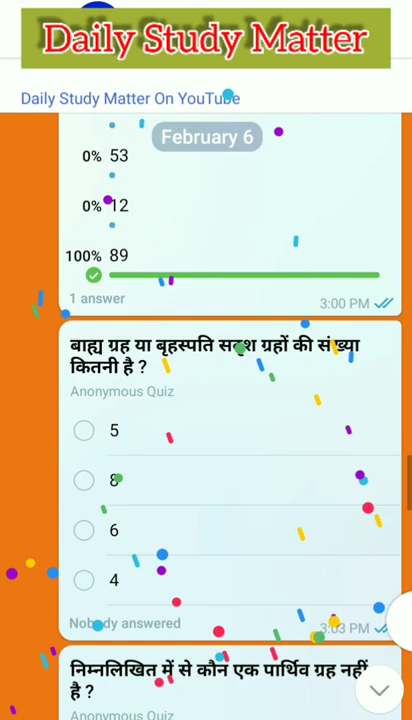 Daily Study Matter
Daily Study Matter On YouTube
February 6
0% 53
0% 12
100% 89
1 answer
3:00 PM
बाह्य ग्रह या बृहस्पति सदृश ग्रहों की संख्या
कितनी है ?
Anonymous Quiz
5
8
6
4
Nobody answered
3:03 PM
निम्नलिखित में से कौन एक पार्थिव ग्रह नहीं
है ?
Anonymous Quiz